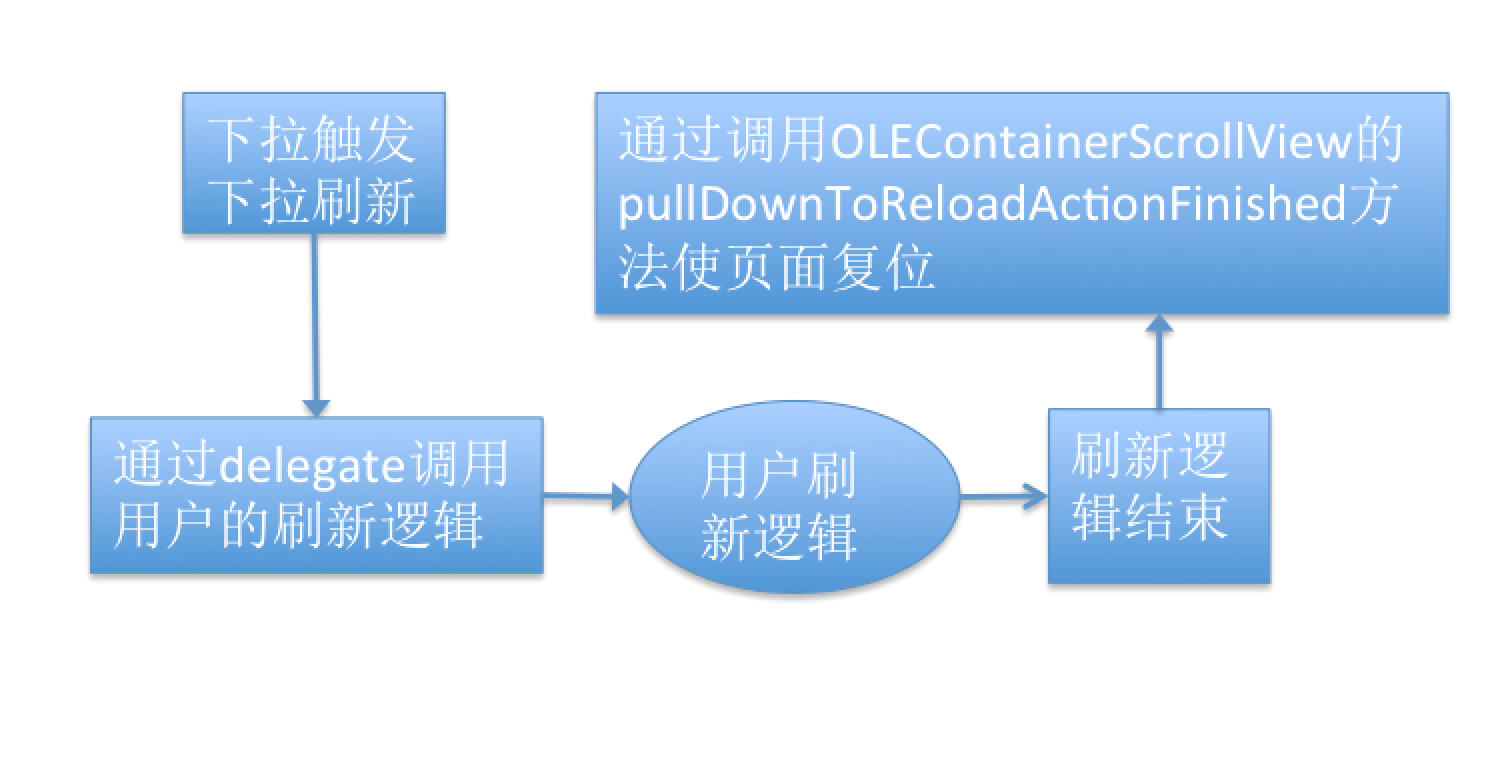 下拉触发
下拉刷新
通过调用OLEContainerScrollView的
pullDownToReloadActionFinished方
法使页面复位
通过delegate调用
用户的刷新逻辑
用户刷
新逻辑
刷新逻
辑结束